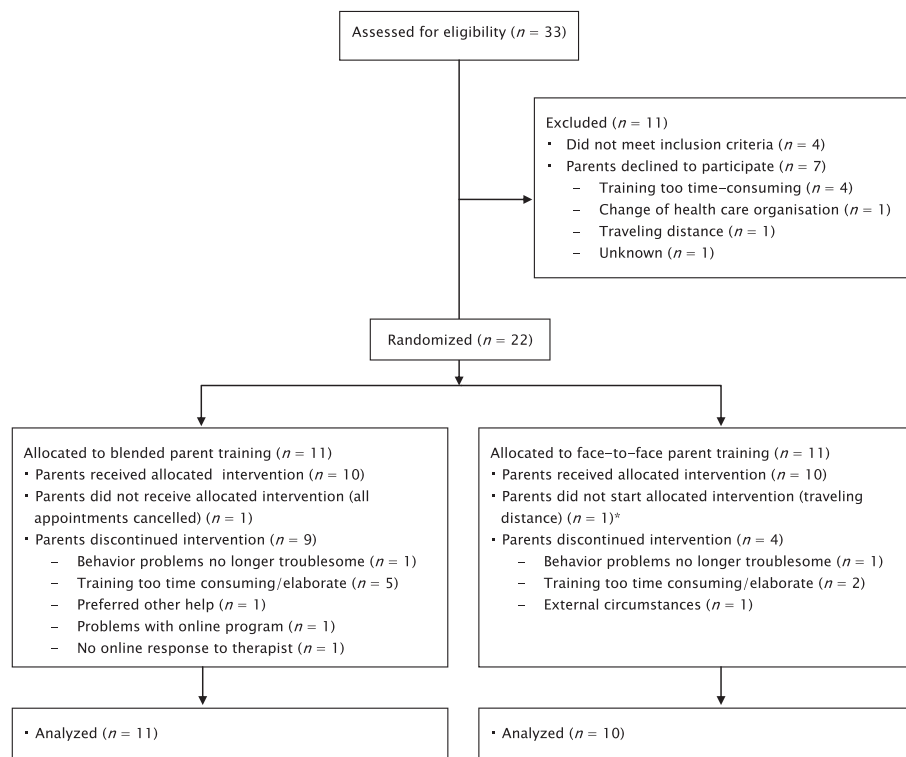 Assessed for eligibility (n = 33)
Excluded (n = 11)
▪ Did not meet inclusion criteria (n = 4)
▪ Parents declined to participate (n = 7)
– Training too time–consuming (n = 4)
– Change of health care organisation (n = 1)
– Traveling distance (n = 1)
– Unknown (n = 1)
Randomized (n = 22)
Allocated to blended parent training (n = 11)
▪ Parents received allocated intervention (n = 10)
▪ Parents did not receive allocated intervention (all
appointments cancelled) (n = 1)
▪ Parents discontinued intervention (n = 9)
– Behavior problems no longer troublesome (n = 1)
– Training too time consuming/elaborate (n = 5)
– Preferred other help (n = 1)
– Problems with online program (n = 1)
– No online response to therapist (n = 1)
Allocated to face–to–face parent training (n = 11)
▪ Parents received allocated intervention (n = 10)
▪ Parents did not start allocated intervention (traveling
distance) (n = 1)*
▪ Parents discontinued intervention (n = 4)
– Behavior problems no longer troublesome (n = 1)
– Training too time consuming/elaborate (n = 2)
– External circumstances (n = 1)
▪ Analyzed (n = 11)
▪ Analyzed (n = 10)